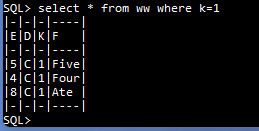 SQL> select * from ww where k=1
|-|-|-|----|
|E|D|K|F   |
|-|-|-|----|
|5|C|1|Five|
|4|C|1|Four|
|8|C|1|Ate |
|-|-|-|----|
SQL>